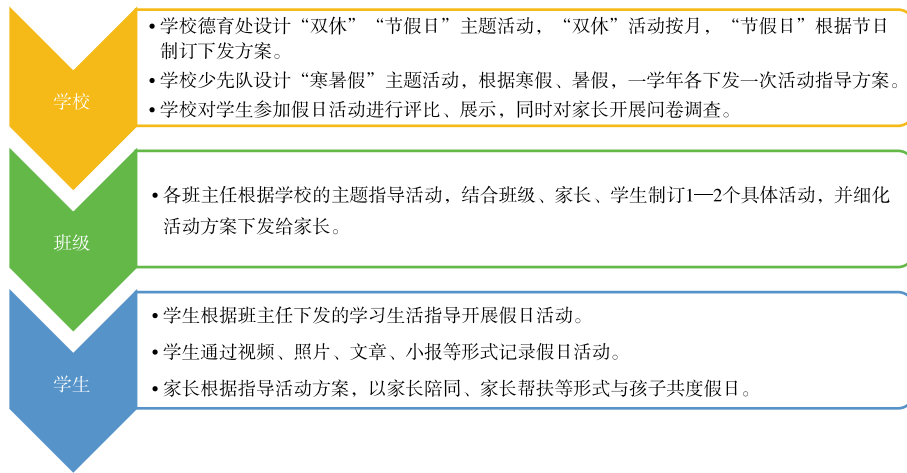 学校
• 学校德育处设计“双休”“节假日”主题活动，“双休”活动按月，“节假日”根据节日
制订下发方案。
• 学校少先队设计“寒暑假”主题活动，根据寒假、暑假，一学年各下发一次活动指导方案。
• 学校对学生参加假日活动进行评比、展示，同时对家长开展问卷调查。
班级
• 各班主任根据学校的主题指导活动，结合班级、家长、学生制订1—2个具体活动，并细化
活动方案下发给家长。
学生
• 学生根据班主任下发的学习生活指导开展假日活动。
• 学生通过视频、照片、文章、小报等形式记录假日活动。
• 家长根据指导活动方案，以家长陪同、家长帮扶等形式与孩子共度假日。